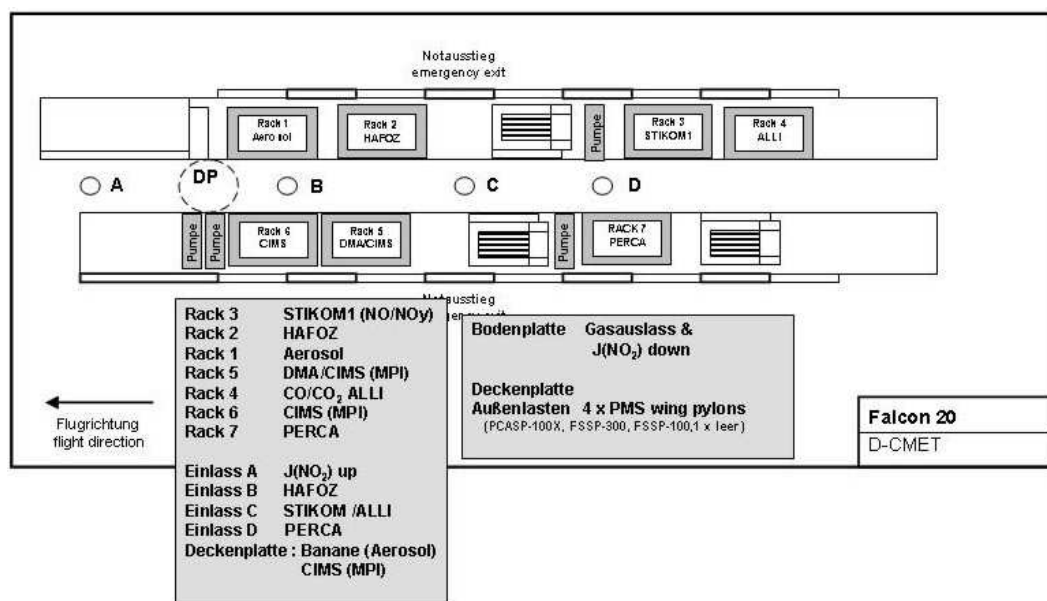 Notausstieg
emergency exit
Rack 1
Aerosol
Rack 2
HAFOZ
Pumpe
Rack 3
STIKOM1
Rack 4
ALLI
A
DP
B
C
D
Pumpe
Pumpe
Rack 6
CIMS
Rack 5
DMA/CIMS
Pumpe
RACK 7
PERCA
Notausstieg
emergency exit
Rack 3 STIKOM1 (NO/NOy)
Rack 2 HAFOZ
Rack 1 Aerosol
Rack 5 DMA/CIMS (MPI)
Rack 4 CO/CO₂ ALLI
Rack 6 CIMS (MPI)
Rack 7 PERCA
Einlass A J(NO₂) up
Einlass B HAFOZ
Einlass C STIKOM /ALLI
Einlass D PERCA
Deckenplatte : Banane (Aerosol)
CIMS (MPI)
Bodenplatte Gasauslass &
J(NO₂) down
Deckenplatte
Außenlasten 4 x PMS wing pylons
(PCASP-100X, FSSP-300, FSSP-100,1 x leer)
Flugrichtung
flight direction
Falcon 20
D-CMET